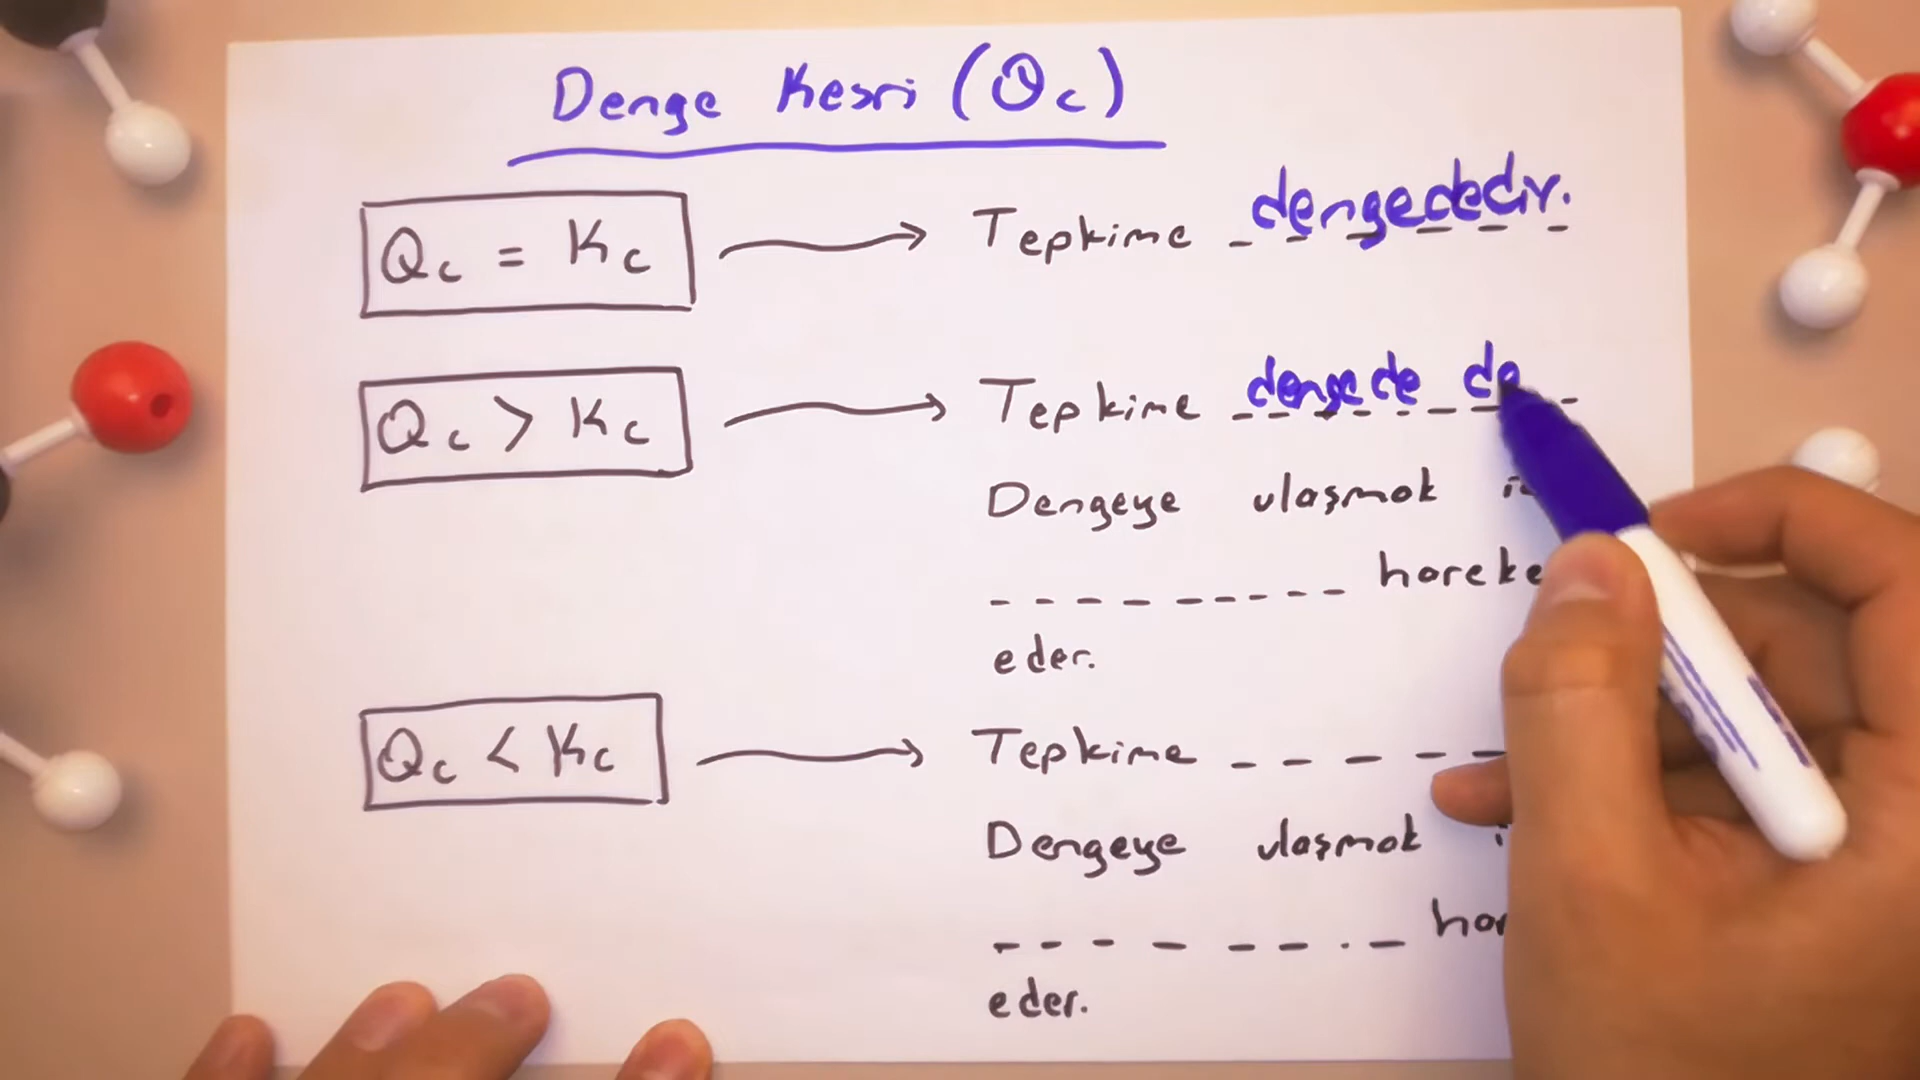 Denge Kesri (Qc)
Qc = Kc
Tepkime dengededir.
Qc > Kc
Tepkime dengede de
Dengeye ulaşmak
hareke
eder.
Qc < Kc
Tepkime
Dengeye ulaşmak
har
eder.